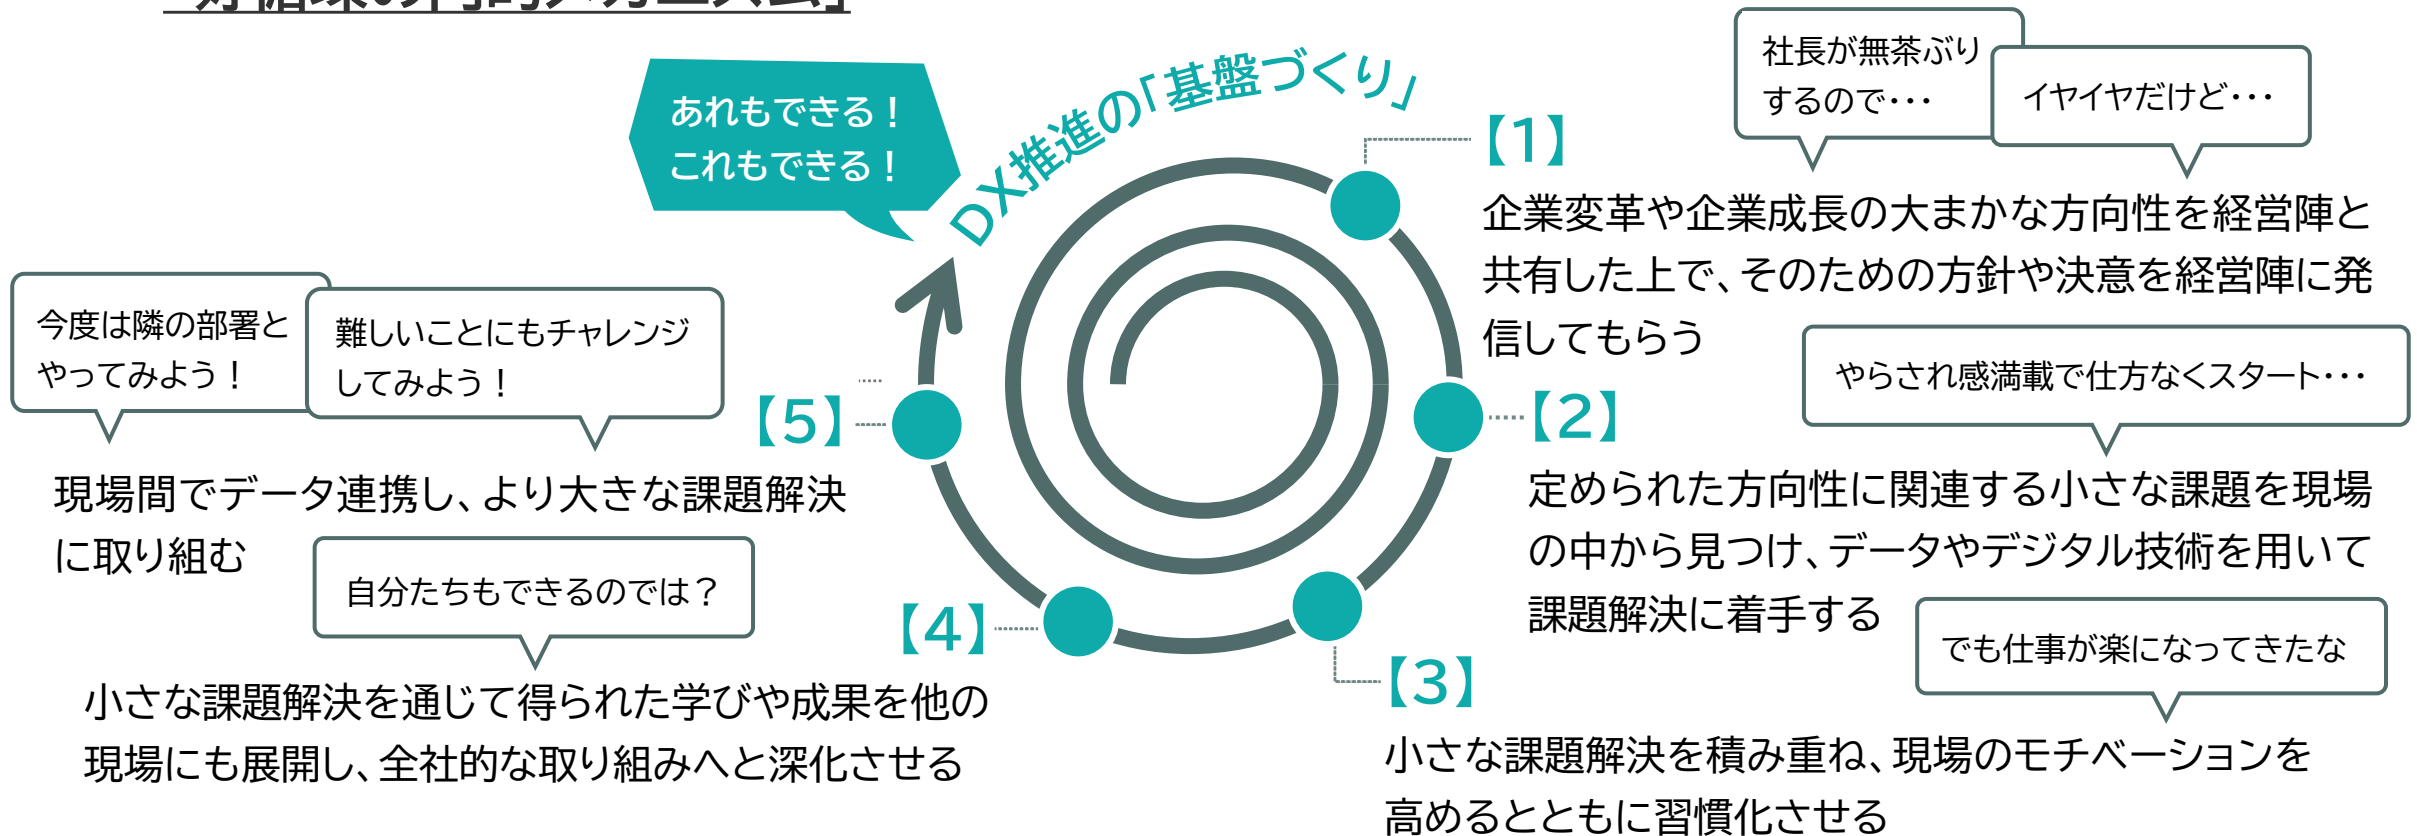 DX推進の「基盤づくり」
あれもできる！
これもできる！
社長が無茶ぶり
するので・・・
イヤイヤだけど・・・
【1】
企業変革や企業成長の大まかな方向性を経営陣と
共有した上で、そのための方針や決意を経営陣に発
信してもらう
やらされ感満載で仕方なくスタート・・・
【2】
定められた方向性に関連する小さな課題を現場
の中から見つけ、データやデジタル技術を用いて
課題解決に着手する
でも仕事が楽になってきたな
【3】
小さな課題解決を積み重ね、現場のモチベーションを
高めるとともに習慣化させる
自分たちもできるのでは？
【4】
小さな課題解決を通じて得られた学びや成果を他の
現場にも展開し、全社的な取り組みへと深化させる
今度は隣の部署と
やってみよう！
難しいことにもチャレンジ
してみよう！
【5】
現場間でデータ連携し、より大きな課題解決
に取り組む